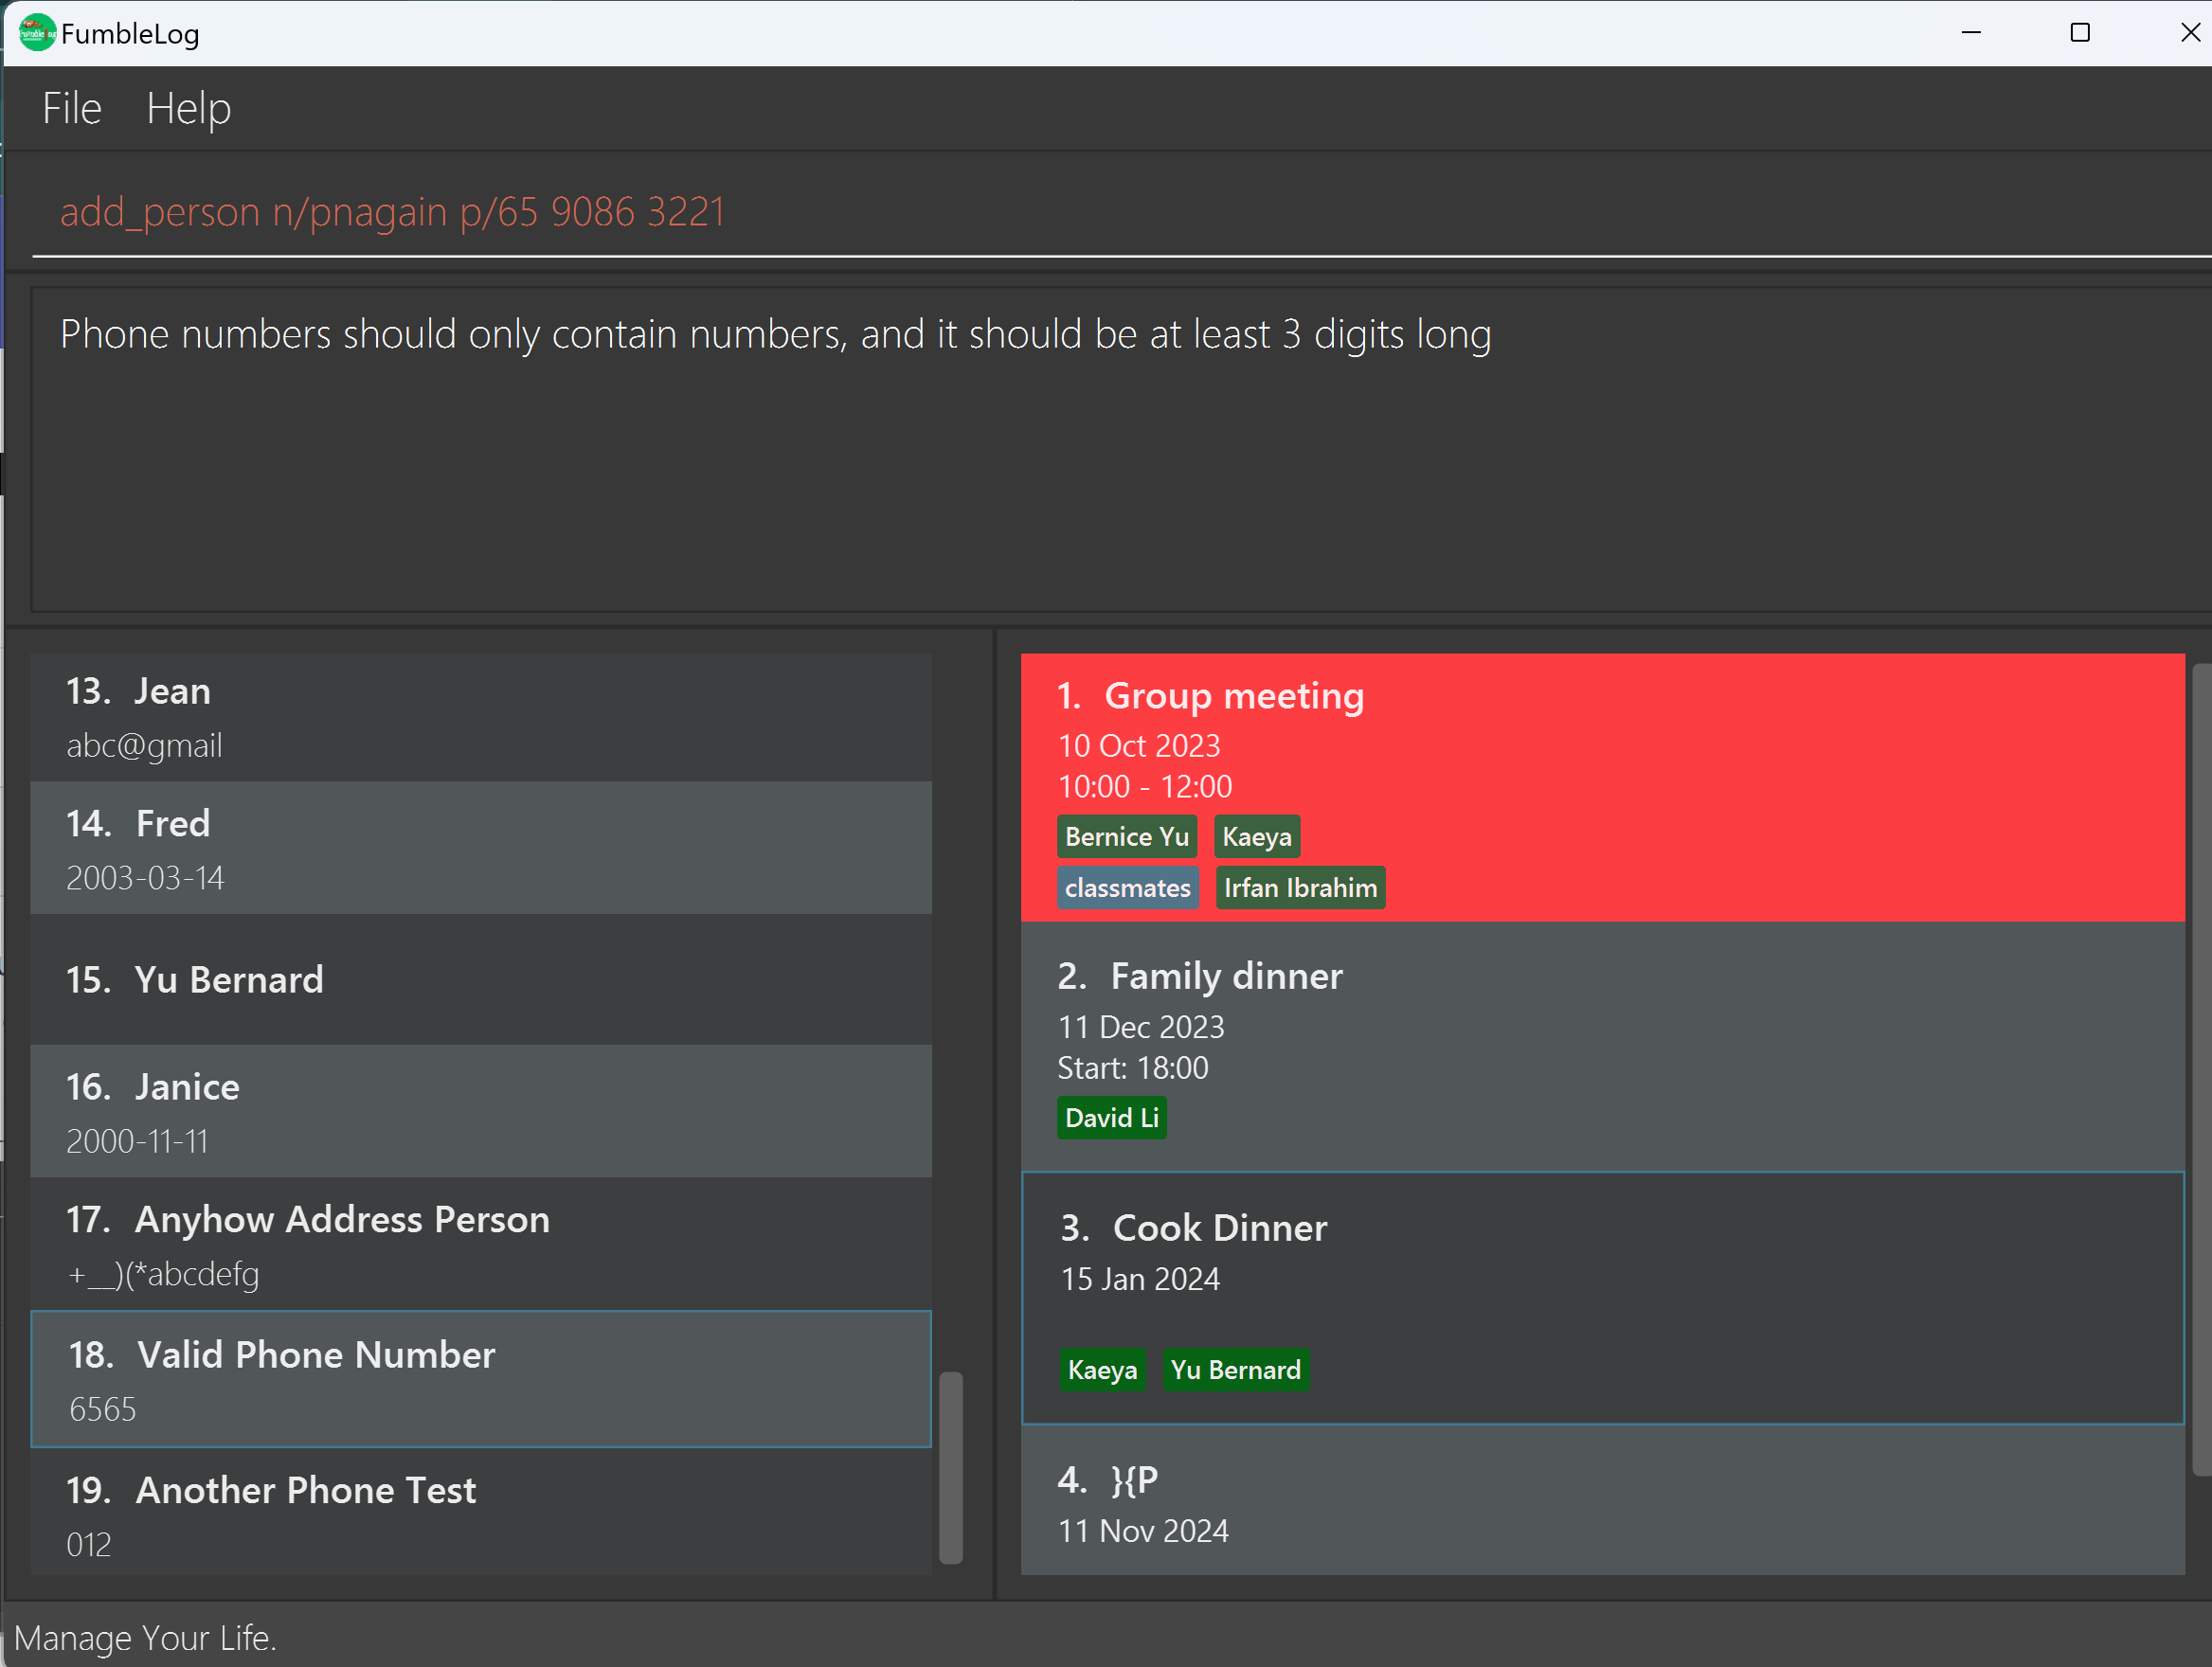 FumbleLog
File Help
add_person n/pnagain p/65 9086 3221
Phone numbers should only contain numbers, and it should be at least 3 digits long
13. Jean
abc@gmail
14. Fred
2003-03-14
15. Yu Bernard
16. Janice
2000-11-11
17. Anyhow Address Person
+__)(*abcdefg
18. Valid Phone Number
6565
19. Another Phone Test
012
1. Group meeting
10 Oct 2023
10:00 - 12:00
Bernice Yu Kaeya
classmates Irfan Ibrahim
2. Family dinner
11 Dec 2023
Start: 18:00
David Li
3. Cook Dinner
15 Jan 2024
Kaeya Yu Bernard
4. }{P
11 Nov 2024
Manage Your Life.